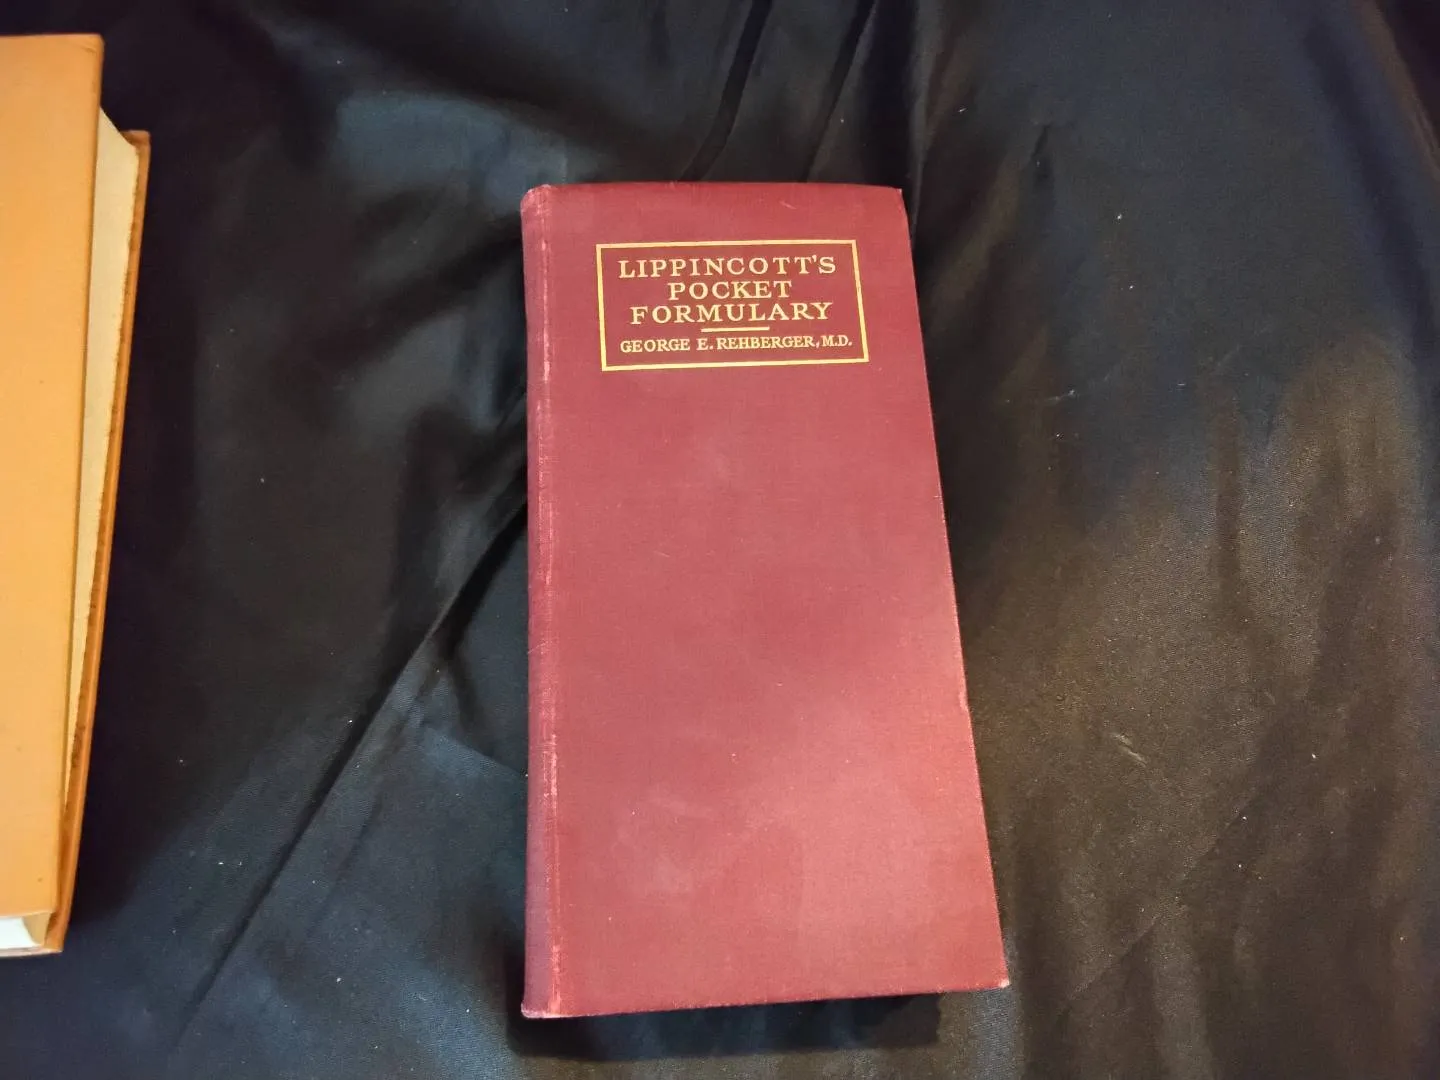 LIPPINCOTT'S
POCKET
FORMULARY
GEORGE E. REHBERGER, M.D.